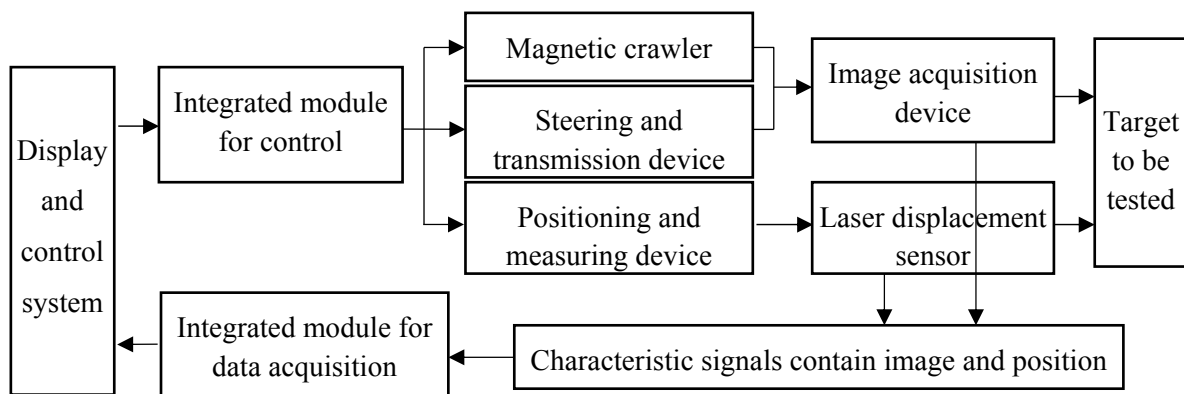 Display
and
control
system
Integrated module
for control
Magnetic crawler
Steering and
transmission device
Positioning and
measuring device
Image acquisition
device
Laser displacement
sensor
Target
to be
tested
Integrated module for
data acquisition
Characteristic signals contain image and position